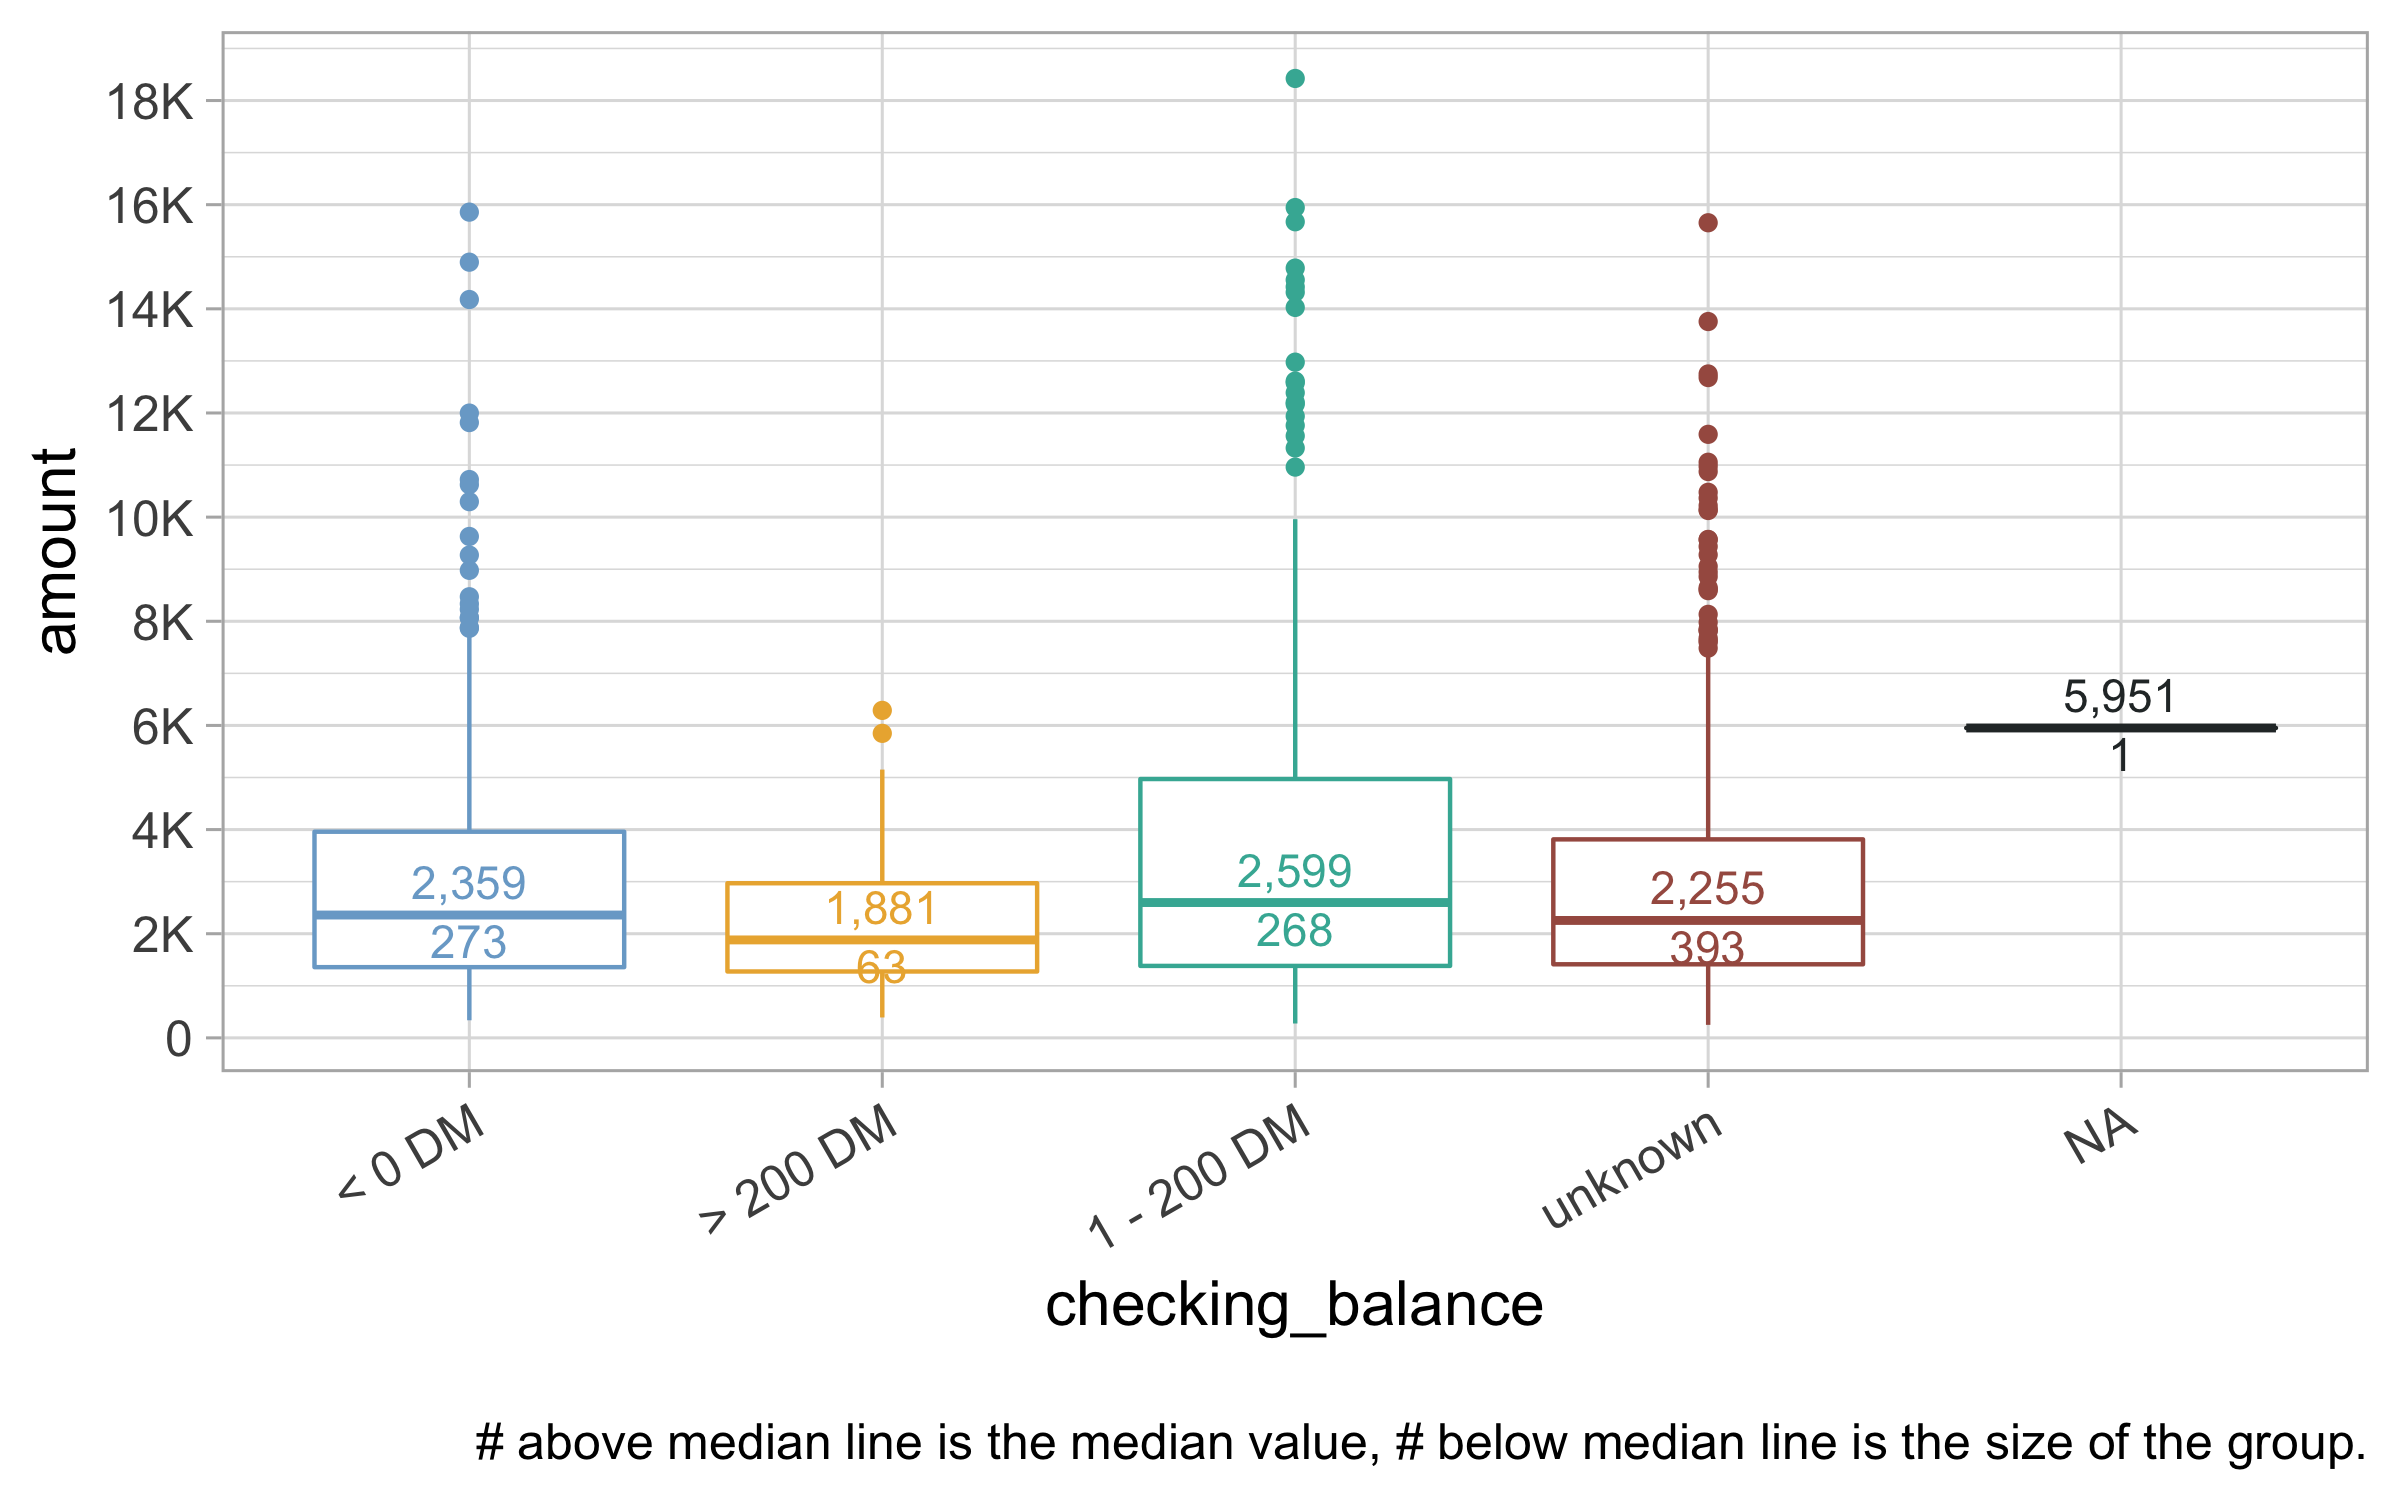 18K
16K
14K
12K
10K
8K
6K
4K
2K
0
amount
2,359
273
1,881
63
2,599
268
2,255
393
5,951
1
< 0 DM
> 200 DM
1 - 200 DM
unknown
NA
checking_balance
# above median line is the median value, # below median line is the size of the group.